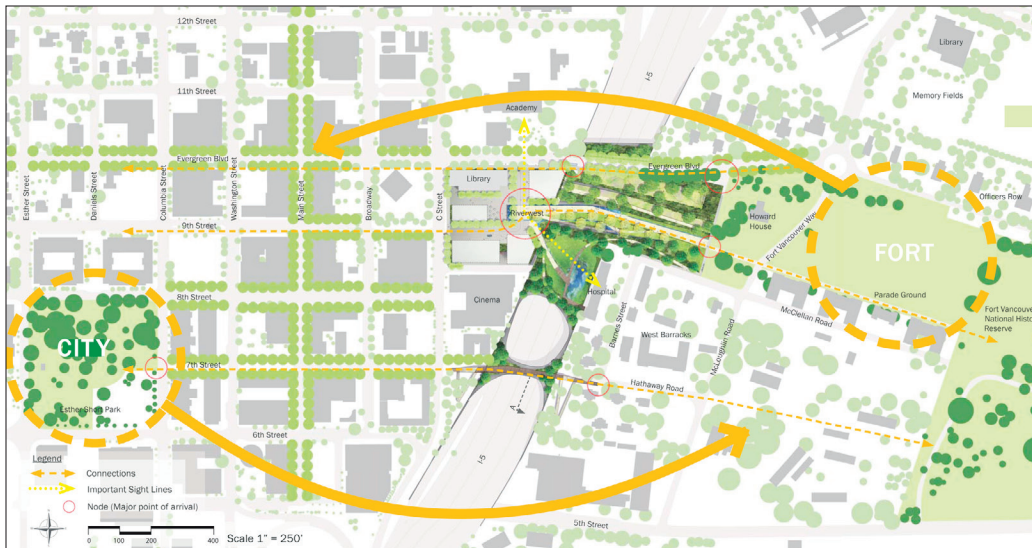 12th Street
Library
I-5
11th Street
Memory Fields
Academy
Evergreen Blvd
Evergreen Blvd
Library
Officers Row
Esther Street
Daniels Street
Columbia Street
Washington Street
Main Street
Broadway
C Street
Riverwest
Howard
House
Fort Vancouver Way
9th Street
FORT
Hospital
8th Street
Cinema
Parade Ground
McClellan Road
Fort Vancouver
National Histo
Reserve
Barnes Street
West Barracks
McLoughlin Road
CITY
7th Street
Hathaway Road
Esther Short Park
A
6th Street
I-5
Legend
Connections
Important Sight Lines
Node (Major point of arrival)
5th Street
0 100 200 400
Scale 1" = 250'